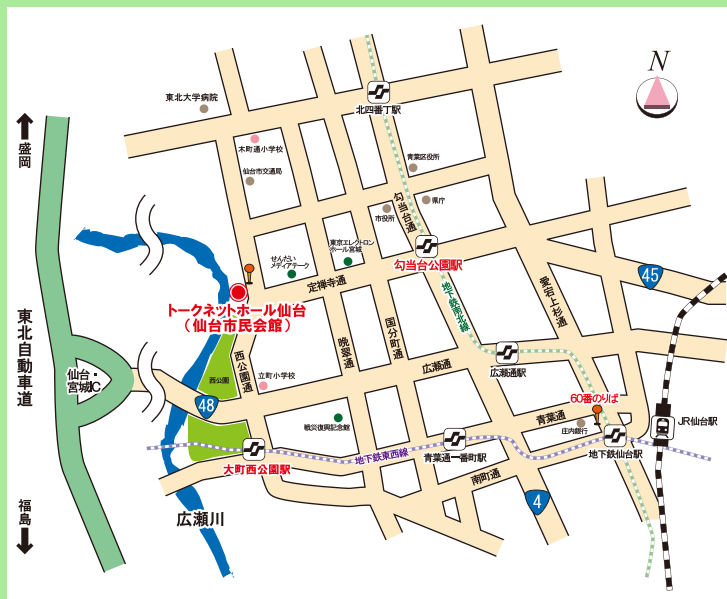 N
東北大学病院
北四番丁駅
木町通小学校
仙台市交通局
青葉区役所
県庁
市役所
勾当台通
盛岡
せんだい
メディアテーク
東京エレクトロン
ホール宮城
勾当台公園駅
定禅寺通
トークネットホール仙台
（仙台市民会館）
地下鉄南北線
愛宕上杉通
45
東北自動車道
仙台・
宮城IC
西公園
西公園通
立町小学校
晩翠通
国分町通
広瀬通
広瀬通駅
48
戦災復興記念館
60番のりば
青葉通
庄内銀行
JR仙台駅
地下鉄仙台駅
大町西公園駅
地下鉄東西線
青葉通一番町駅
南町通
4
広瀬川
福島